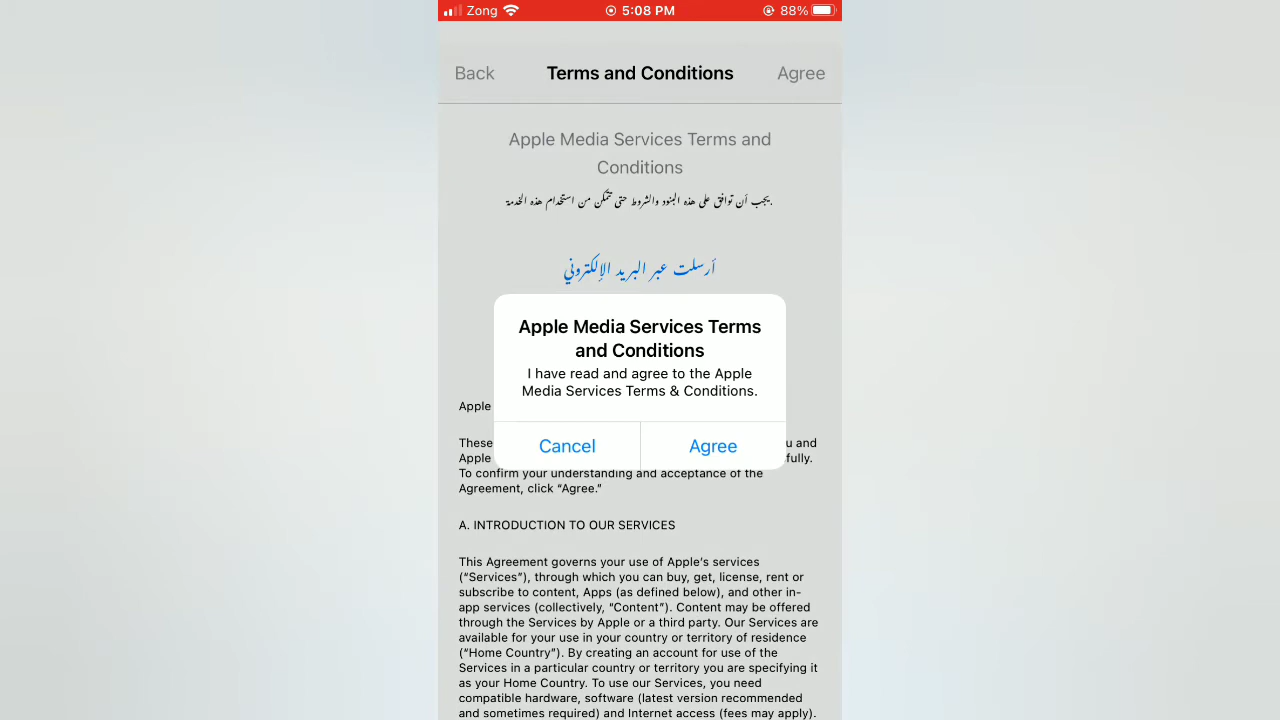 Zong 5:08 PM 88%
Back Terms and Conditions Agree
Apple Media Services Terms and
Conditions
يجب أن توافق على هذه البنود والشروط حتى تتمكن من استخدام هذه الخدمة.
أرسلت عبر البريد الإلكتروني
Apple Media Services Terms
and Conditions
I have read and agree to the Apple
Media Services Terms & Conditions.
Cancel Agree
Apple
These u and
Apple fully.
To confirm your understanding and acceptance of the
Agreement, click “Agree.”
A. INTRODUCTION TO OUR SERVICES
This Agreement governs your use of Apple’s services
(“Services”), through which you can buy, get, license, rent or
subscribe to content, Apps (as defined below), and other in-
app services (collectively, “Content”). Content may be offered
through the Services by Apple or a third party. Our Services are
available for your use in your country or territory of residence
(“Home Country”). By creating an account for use of the
Services in a particular country or territory you are specifying it
as your Home Country. To use our Services, you need
compatible hardware, software (latest version recommended
and sometimes required) and Internet access (fees may apply).